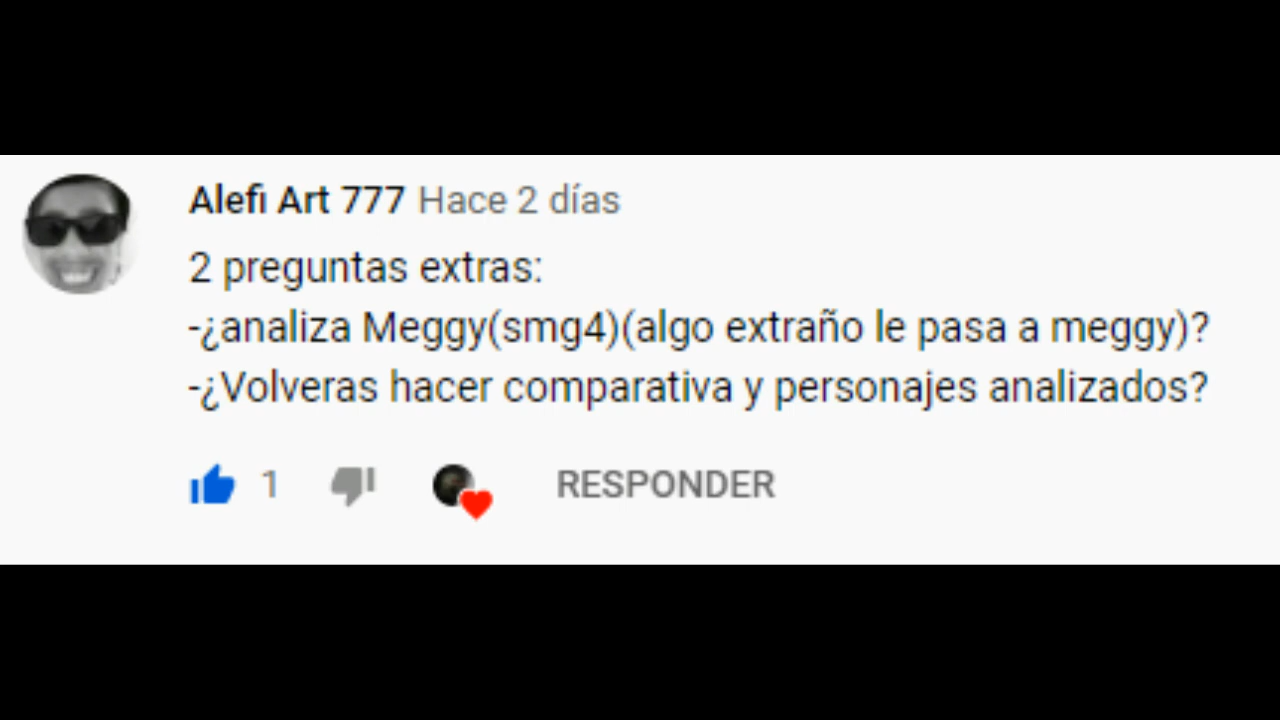 Alefi Art 777 Hace 2 días
2 preguntas extras:
-¿analiza Meggy(smg4)(algo extraño le pasa a meggy)?
-¿Volveras hacer comparativa y personajes analizados?
1 RESPONDER